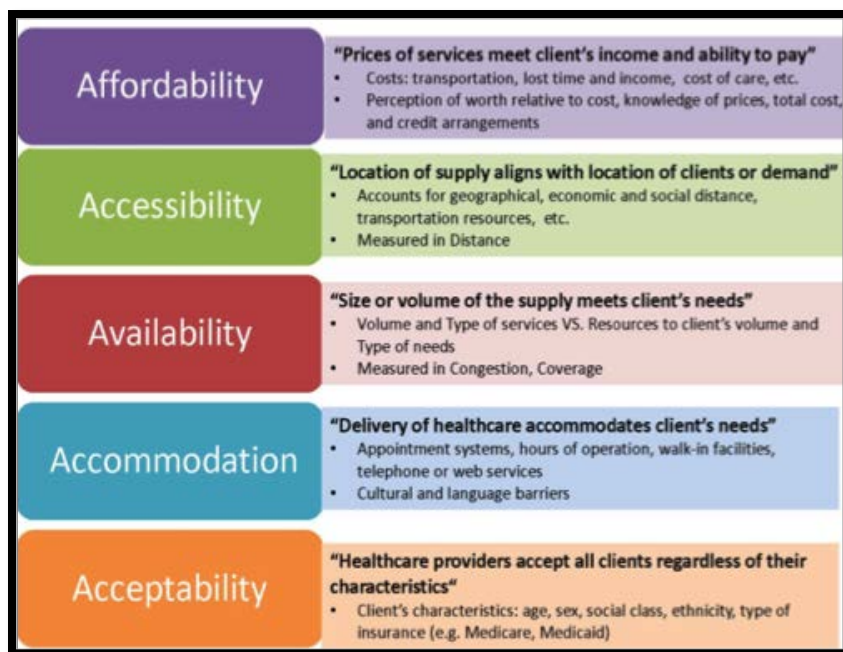 Affordability
"Prices of services meet client's income and ability to pay"
• Costs: transportation, lost time and income, cost of care, etc.
• Perception of worth relative to cost, knowledge of prices, total cost,
and credit arrangements
Accessibility
"Location of supply aligns with location of clients or demand"
• Accounts for geographical, economic and social distance,
transportation resources, etc.
• Measured in Distance
Availability
"Size or volume of the supply meets client's needs"
• Volume and Type of services VS. Resources to client's volume and
Type of needs
• Measured in Congestion, Coverage
Accommodation
"Delivery of healthcare accommodates client's needs"
• Appointment systems, hours of operation, walk-in facilities,
telephone or web services
• Cultural and language barriers
Acceptability
"Healthcare providers accept all clients regardless of their
characteristics"
• Client's characteristics: age, sex, social class, ethnicity, type of
insurance (e.g. Medicare, Medicaid)